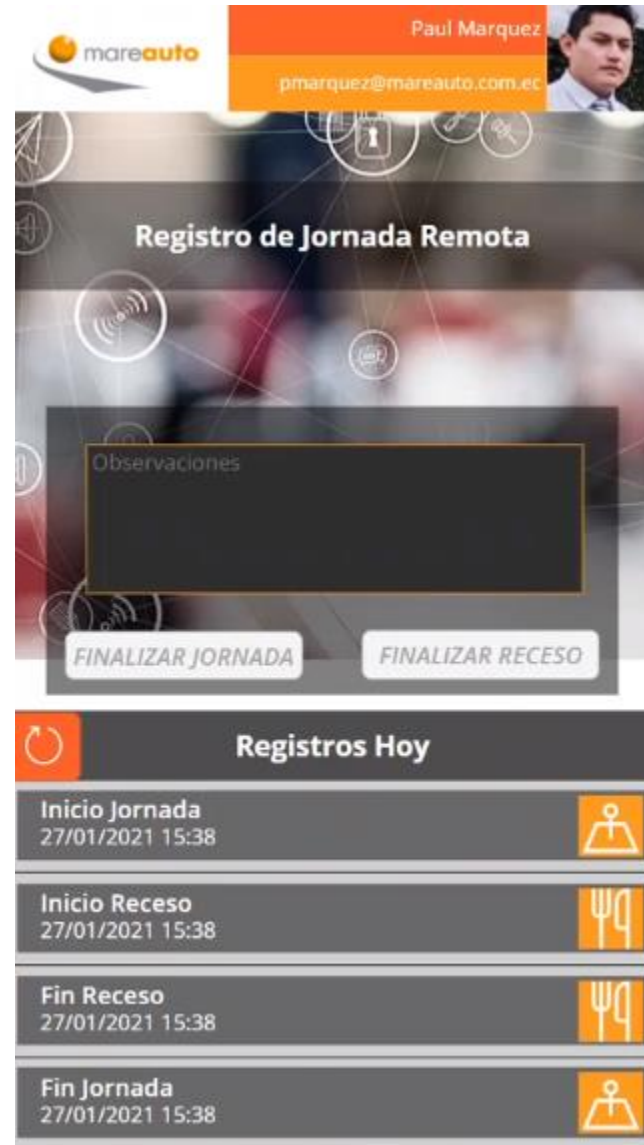 mareauto
Paul Marquez
pmarquez@mareauto.com.ec
Registro de Jornada Remota
Observaciones
FINALIZAR JORNADA
FINALIZAR RECESO
Registros Hoy
Inicio Jornada
27/01/2021 15:38
Inicio Receso
27/01/2021 15:38
Fin Receso
27/01/2021 15:38
Fin Jornada
27/01/2021 15:38